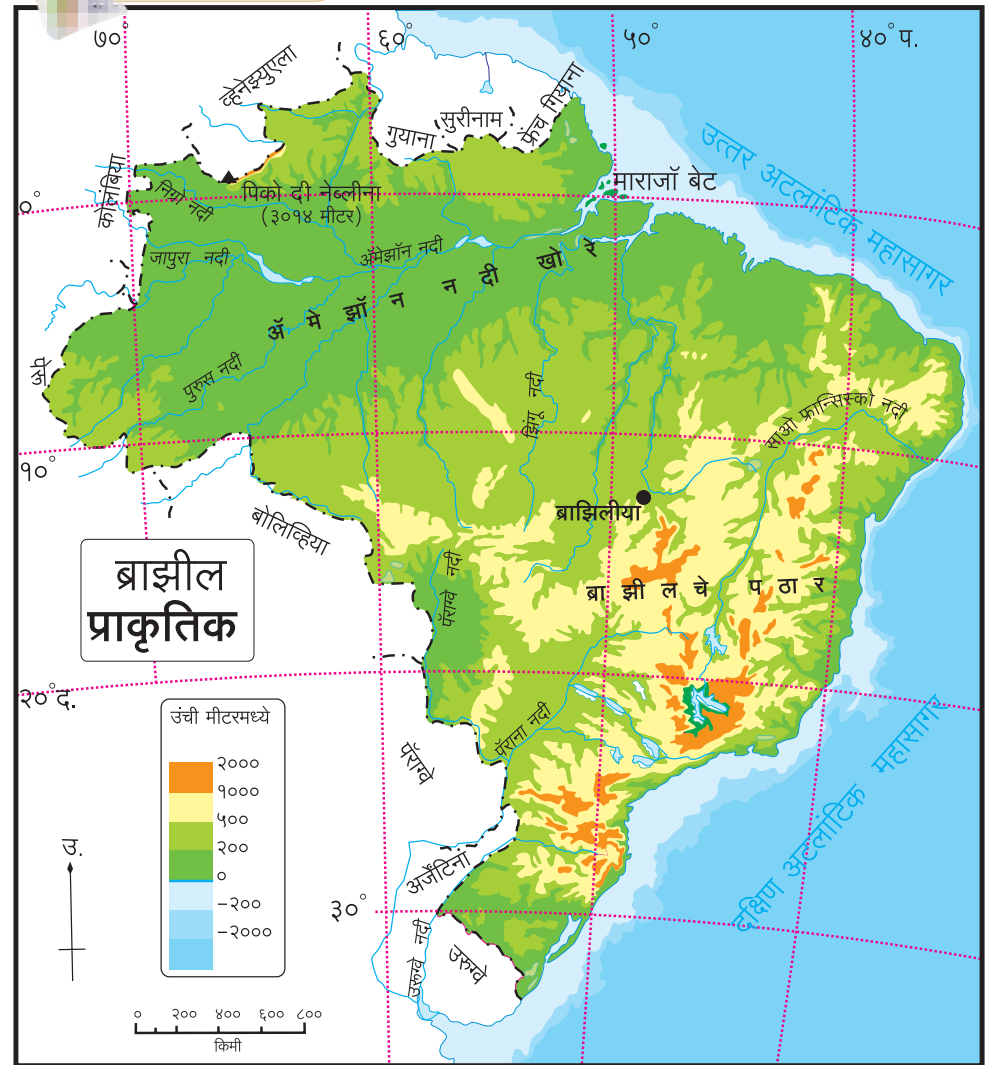 ७०°
६०°
५०°
४०° प.
व्हेनेझ्युएला
गुयाना
सुरीनाम
फ्रेंच गियाना
कोलंबिया
०°
निग्रो नदी
पिको दी नेब्लीना
(३०१४ मीटर)
माराजॉ बेट
उत्तर अटलांटिक महासागर
जापुरा नदी
ॲमेझॉन नदी
ॲ मे झॉ न न दी खो रे
पेरू
पुरुस नदी
झिंगू नदी
साओ फ्रान्सिस्को नदी
१०°
ब्राझिलीया
बोलिव्हिया
पॅराग्वे नदी
ब्रा झी ल चे प ठा र
ब्राझील
प्राकृतिक
२०°द.
उंची मीटरमध्ये
२०००
१०००
५००
२००
०
-२००
-२०००
पॅराग्वे
पॅराना नदी
दक्षिण अटलांटिक महासागर
उ.
अर्जेंटिना
३०°
उरुग्वे नदी
उरुग्वे
० २०० ४०० ६०० ८००
किमी